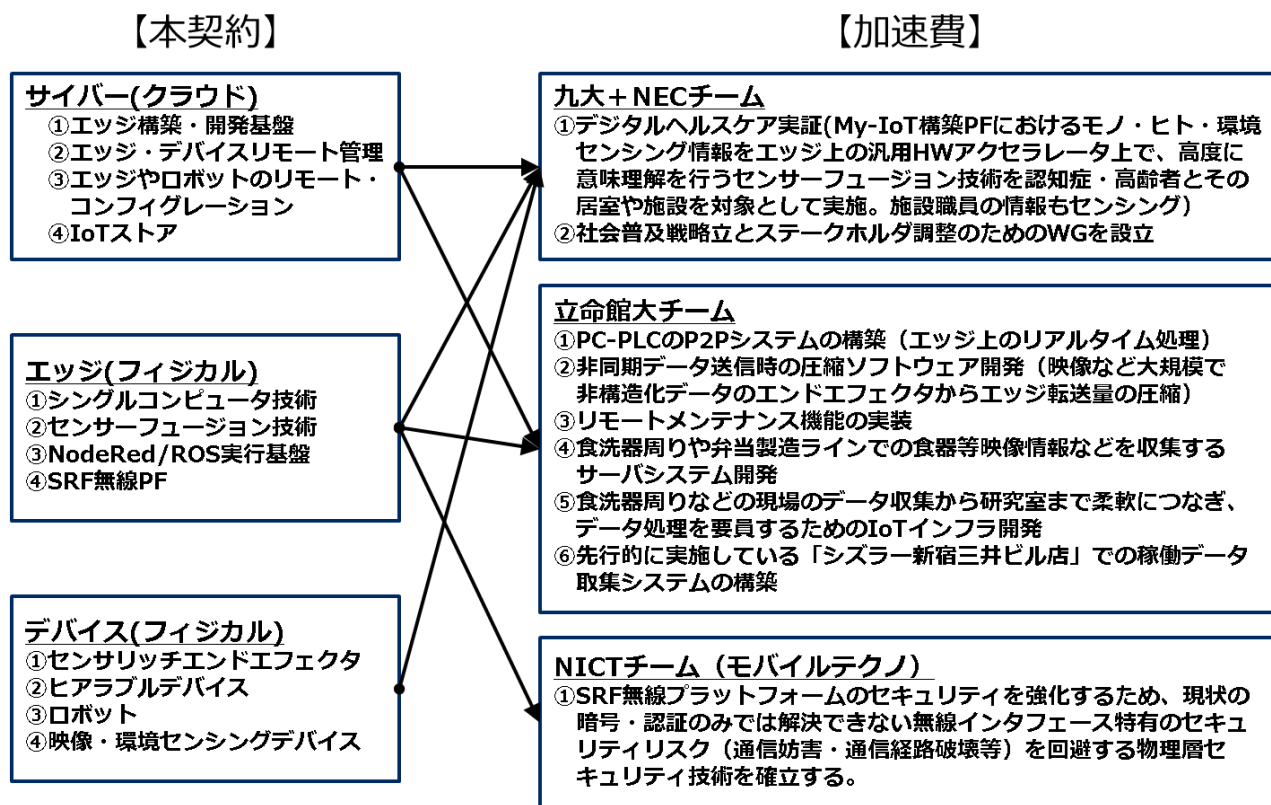 【本契約】
【加速費】
サイバー(クラウド)
①エッジ構築・開発基盤
②エッジ・デバイスリモート管理
③エッジやロボットのリモート・
コンフィグレーション
④IoTストア
エッジ(フィジカル)
①シングルコンピュータ技術
②センサーフュージョン技術
③NodeRed/ROS実行基盤
④SRF無線PF
デバイス(フィジカル)
①センサリッチエンドエフェクタ
②ヒアラブルデバイス
③ロボット
④映像・環境センシングデバイス
九大＋NECチーム
①デジタルヘルスケア実証(My-IoT構築PFにおけるモノ・ヒト・環境
センシング情報をエッジ上の汎用HWアクセラレータ上で、高度に
意味理解を行うセンサーフュージョン技術を認知症・高齢者とその
居室や施設を対象として実施。施設職員の情報もセンシング）
②社会普及戦略立とステークホルダ調整のためのWGを設立
立命館大チーム
①PC-PLCのP2Pシステムの構築（エッジ上のリアルタイム処理）
②非同期データ送信時の圧縮ソフトウェア開発（映像など大規模で
非構造化データのエンドエフェクタからエッジ転送量の圧縮）
③リモートメンテナンス機能の実装
④食洗器周りや弁当製造ラインでの食器等映像情報などを収集する
サーバシステム開発
⑤食洗器周りなどの現場のデータ収集から研究室まで柔軟につなぎ、
データ処理を要員するためのIoTインフラ開発
⑥先行的に実施している「シズラー新宿三井ビル店」での稼働データ
取集システムの構築
NICTチーム（モバイルテクノ）
①SRF無線プラットフォームのセキュリティを強化するため、現状の
暗号・認証のみでは解決できない無線インタフェース特有のセキュ
リティリスク（通信妨害・通信経路破壊等）を回避する物理層セ
キュリティ技術を確立する。